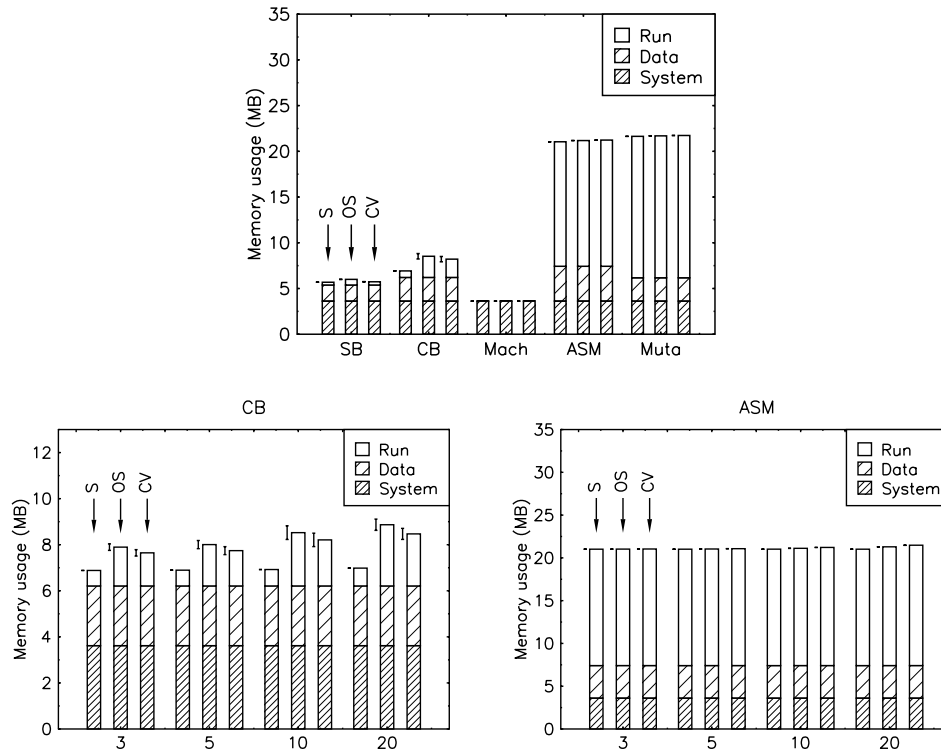 Memory usage (MB)
35
30
25
20
15
10
5
0
Run
Data
System
S
OS
CV
SB
CB
Mach
ASM
Muta
CB
Memory usage (MB)
12
10
8
6
4
2
0
Run
Data
System
S
OS
CV
3
5
10
20
ASM
Memory usage (MB)
35
30
25
20
15
10
5
0
Run
Data
System
S
OS
CV
3
5
10
20